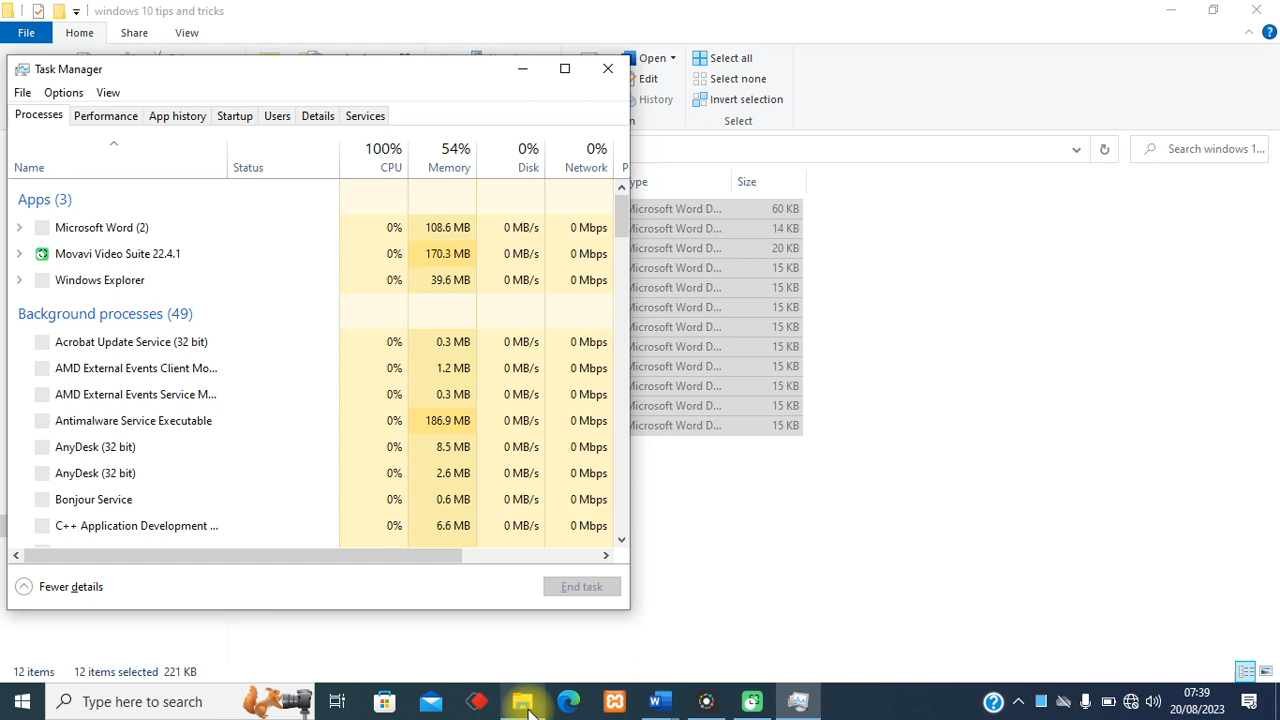 windows 10 tips and tricks
File Home Share View
Open Select all
Edit Select none
History Invert selection
Select
Search windows 1...
Type Size
Microsoft Word D... 60 KB
Microsoft Word D... 14 KB
Microsoft Word D... 20 KB
Microsoft Word D... 15 KB
Microsoft Word D... 15 KB
Microsoft Word D... 15 KB
Microsoft Word D... 15 KB
Microsoft Word D... 15 KB
Microsoft Word D... 15 KB
Microsoft Word D... 15 KB
Microsoft Word D... 15 KB
Microsoft Word D... 15 KB
Task Manager
File Options View
Processes Performance App history Startup Users Details Services
100% 54% 0% 0%
Name Status CPU Memory Disk Network P
Apps (3)
Microsoft Word (2) 0% 108.6 MB 0 MB/s 0 Mbps
Movavi Video Suite 22.4.1 0% 170.3 MB 0 MB/s 0 Mbps
Windows Explorer 0% 39.6 MB 0 MB/s 0 Mbps
Background processes (49)
Acrobat Update Service (32 bit) 0% 0.3 MB 0 MB/s 0 Mbps
AMD External Events Client Mo... 0% 1.2 MB 0 MB/s 0 Mbps
AMD External Events Service M... 0% 0.3 MB 0 MB/s 0 Mbps
Antimalware Service Executable 0% 186.9 MB 0 MB/s 0 Mbps
AnyDesk (32 bit) 0% 8.5 MB 0 MB/s 0 Mbps
AnyDesk (32 bit) 0% 2.6 MB 0 MB/s 0 Mbps
Bonjour Service 0% 0.6 MB 0 MB/s 0 Mbps
C++ Application Development ... 0% 6.6 MB 0 MB/s 0 Mbps
Fewer details End task
12 items 12 items selected 221 KB
Type here to search
07:39
20/08/2023